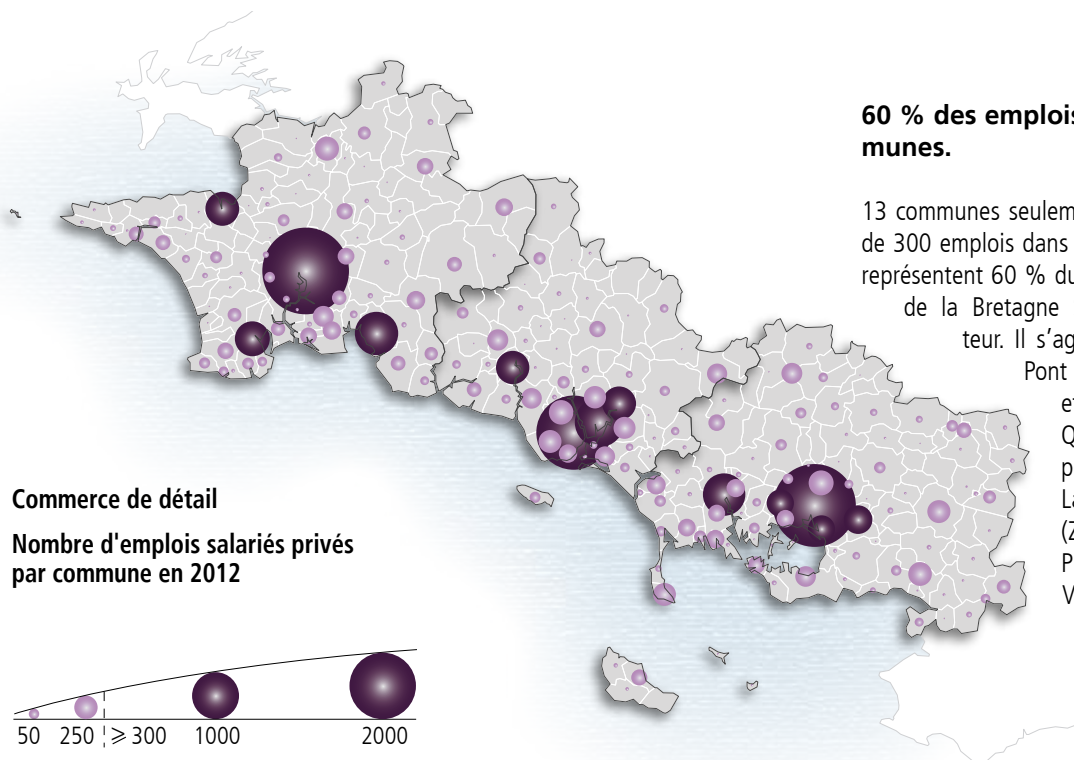 60 % des emplois
munes.
13 communes seulem
de 300 emplois dans
représentent 60 % du
de la Bretagne
teur. Il s'ag
Pont
et
Q
p
La
(Z
P
V
Commerce de détail
Nombre d'emplois salariés privés
par commune en 2012
50 250 ⩾ 300 1000 2000